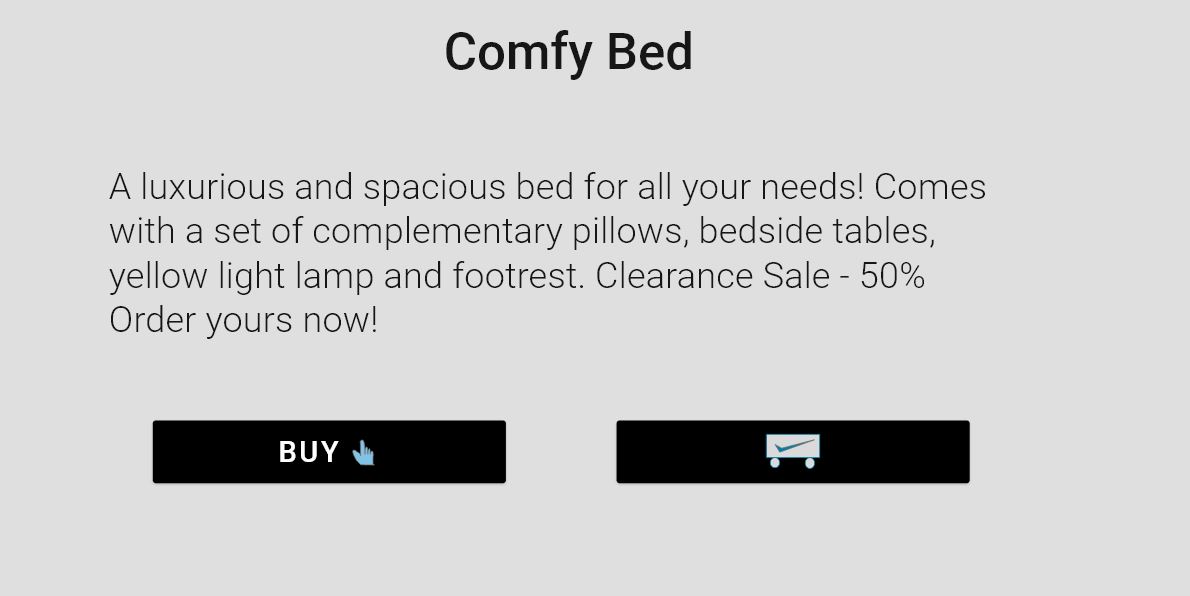 Comfy Bed
A luxurious and spacious bed for all your needs! Comes
with a set of complementary pillows, bedside tables,
yellow light lamp and footrest. Clearance Sale - 50%
Order yours now!
BUY